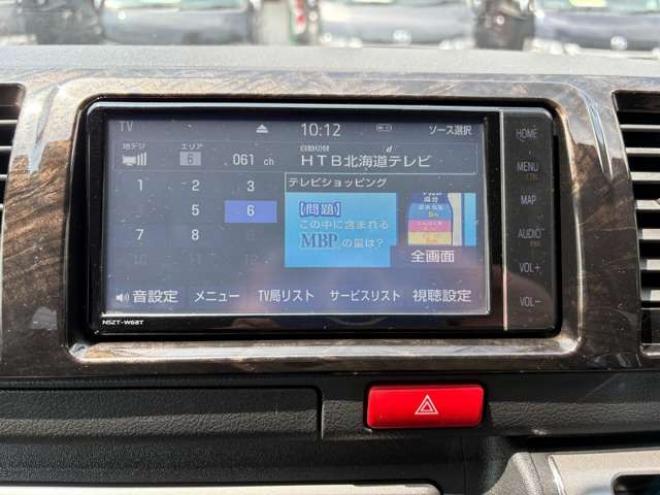 TV 10:12 ソース選択
地デジ エリア
6 061 ch HTB北海道テレビ
テレビショッピング
1 2 3
5 6
7 8
10 11 12
【問題】
この中に含まれる
MBPの量は?
全画面
音設定 メニュー TV局リスト サービスリスト 視聴設定
NSZT-W68T
HOME
MENU
MAP
AUDIO
VOL+
VOL-